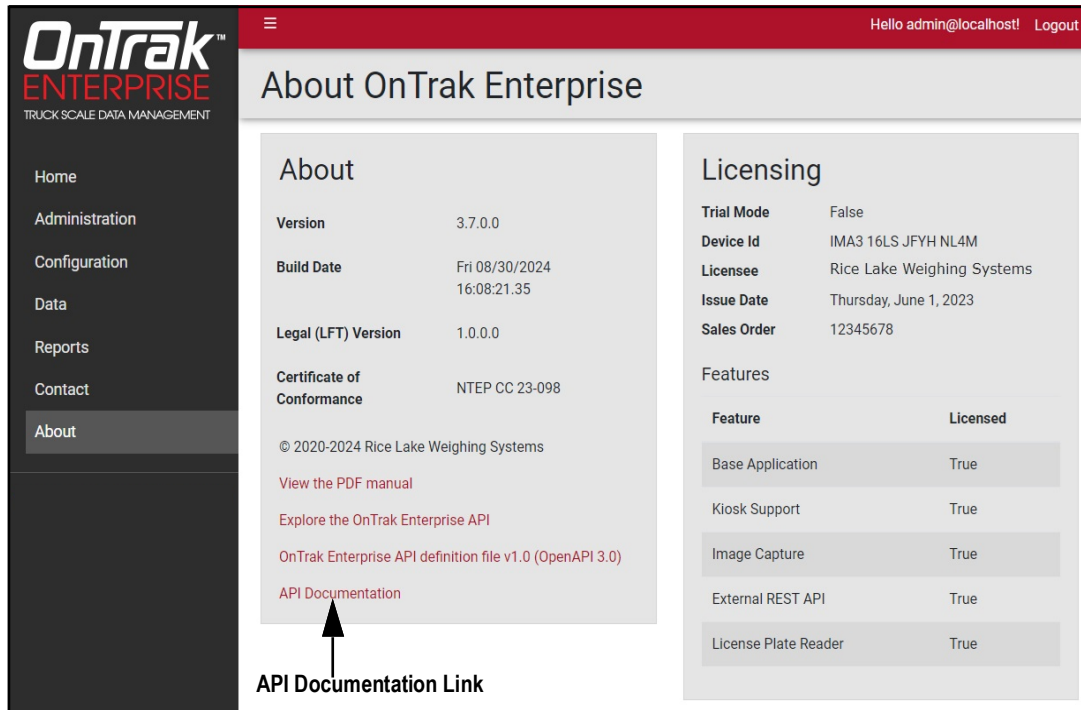 OnTrak™
ENTERPRISE
TRUCK SCALE DATA MANAGEMENT
Home
Administration
Configuration
Data
Reports
Contact
About
Hello admin@localhost! Logout
About OnTrak Enterprise
About
Version 3.7.0.0
Build Date Fri 08/30/2024
16:08:21.35
Legal (LFT) Version 1.0.0.0
Certificate of
Conformance NTEP CC 23-098
© 2020-2024 Rice Lake Weighing Systems
View the PDF manual
Explore the OnTrak Enterprise API
OnTrak Enterprise API definition file v1.0 (OpenAPI 3.0)
API Documentation
API Documentation Link
Licensing
Trial Mode False
Device Id IMA3 16LS JFYH NL4M
Licensee Rice Lake Weighing Systems
Issue Date Thursday, June 1, 2023
Sales Order 12345678
Features
Feature Licensed
Base Application True
Kiosk Support True
Image Capture True
External REST API True
License Plate Reader True